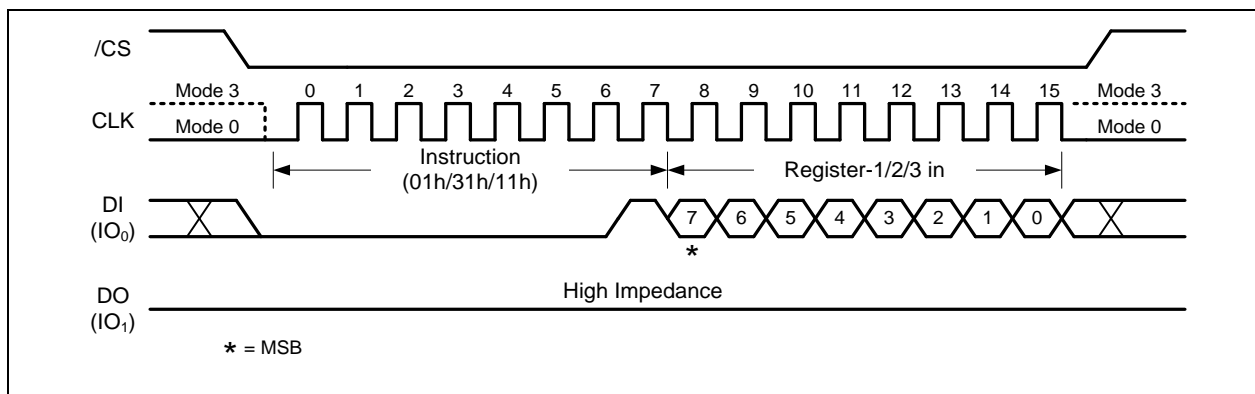 /CS
Mode 3 0 1 2 3 4 5 6 7 8 9 10 11 12 13 14 15 Mode 3
CLK
Mode 0 Mode 0
Instruction
(01h/31h/11h)
Register-1/2/3 in
DI
(IO₀)
7 6 5 4 3 2 1 0
*
DO
(IO₁)
High Impedance
* = MSB